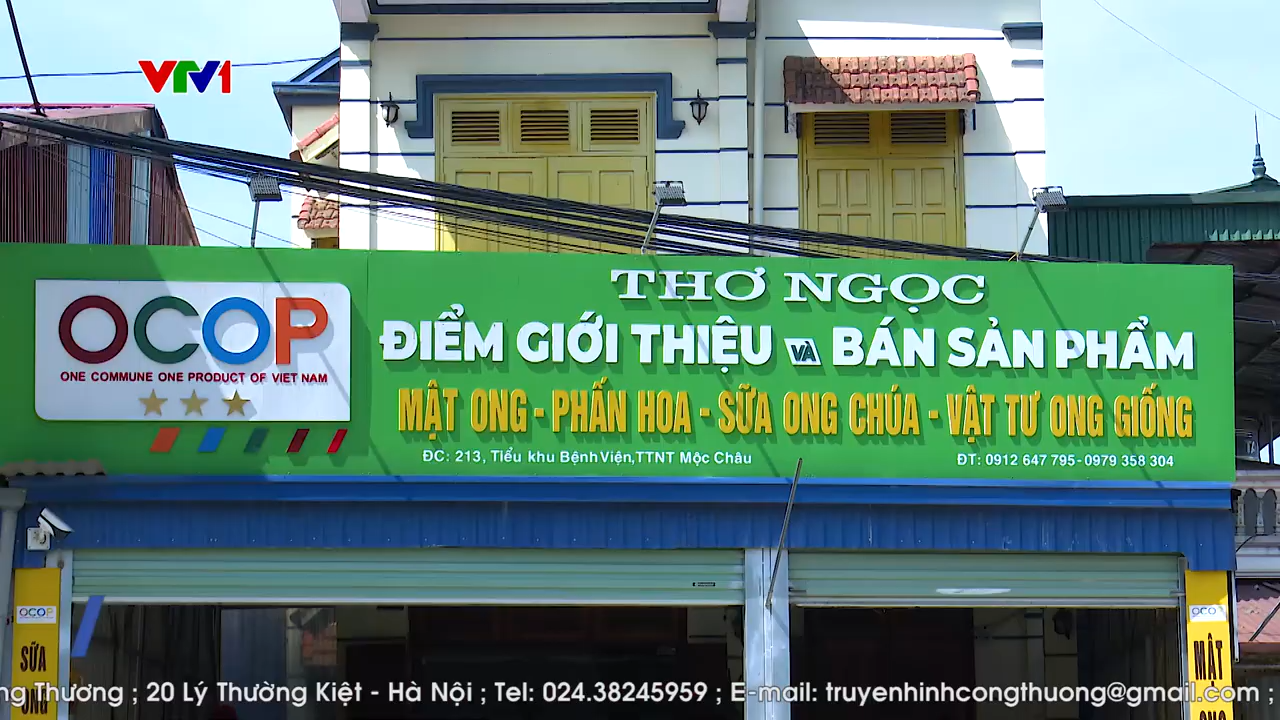 VTV1
THƠ NGỌC
OCOP
ĐIỂM GIỚI THIỆU VÀ BÁN SẢN PHẨM
ONE COMMUNE ONE PRODUCT OF VIET NAM
MẬT ONG - PHẤN HOA - SỮA ONG CHÚA - VẬT TƯ ONG GIỐNG
ĐC: 213, Tiểu khu Bệnh Viện,TTNT Mộc Châu
ĐT: 0912 647 795 - 0979 358 304
OCOP
SỮA
ONG
OCOP
MẬT
ONG
ng Thương ; 20 Lý Thường Kiệt - Hà Nội ; Tel: 024.38245959 ; E-mail: truyenhinhcongthuong@gmail.com ;